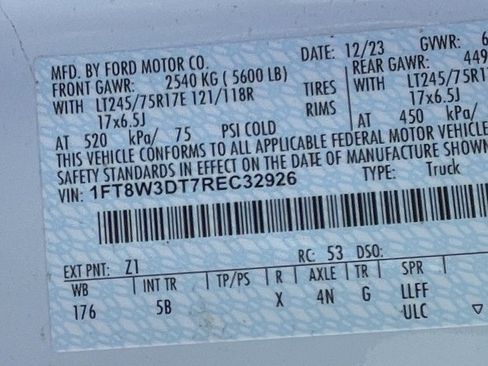 MFD. BY FORD MOTOR CO. DATE: 12/23 GVWR: 6
FRONT GAWR: 2540 KG ( 5600 LB) REAR GAWR: 449
WITH LT245/75R17E 121/118R TIRES WITH LT245/75R17
17x6.5J RIMS 17x6.5J
AT 520 kPa/ 75 PSI COLD AT 450 kPa/
THIS VEHICLE CONFORMS TO ALL APPLICABLE FEDERAL MOTOR VEHICLE
SAFETY STANDARDS IN EFFECT ON THE DATE OF MANUFACTURE SHOWN
VIN: 1FT8W3DT7REC32926 TYPE: Truck
RC: 53 DSO:
EXT PNT: Z1
WB INT TR TP/PS R AXLE TR SPR
176 5B X 4N G LLFF
ULC